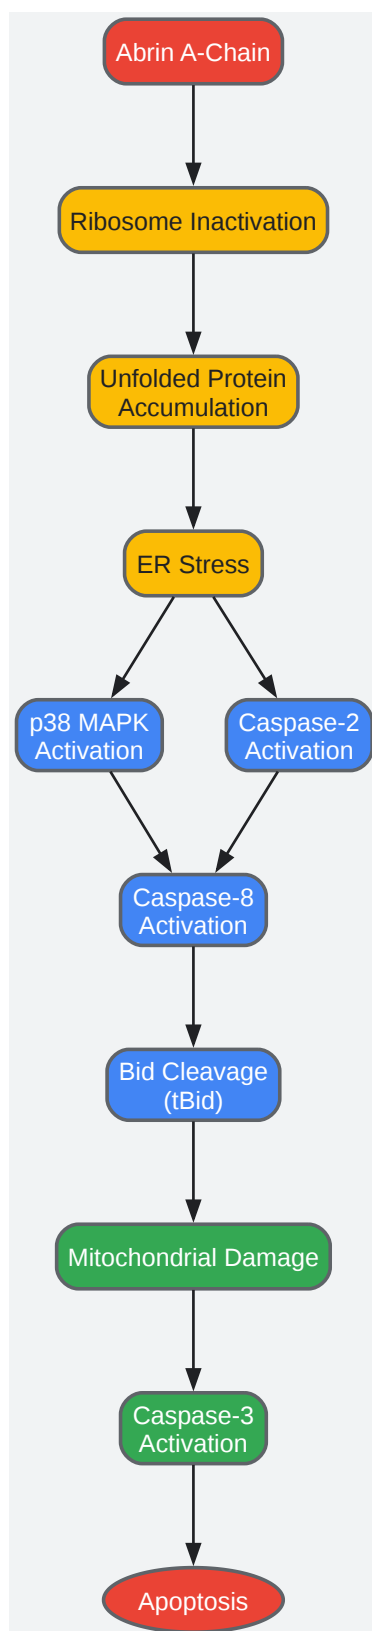 Abrin A-Chain
Ribosome Inactivation
Unfolded Protein
Accumulation
ER Stress
p38 MAPK
Activation
Caspase-2
Activation
Caspase-8
Activation
Bid Cleavage
(tBid)
Mitochondrial Damage
Caspase-3
Activation
Apoptosis